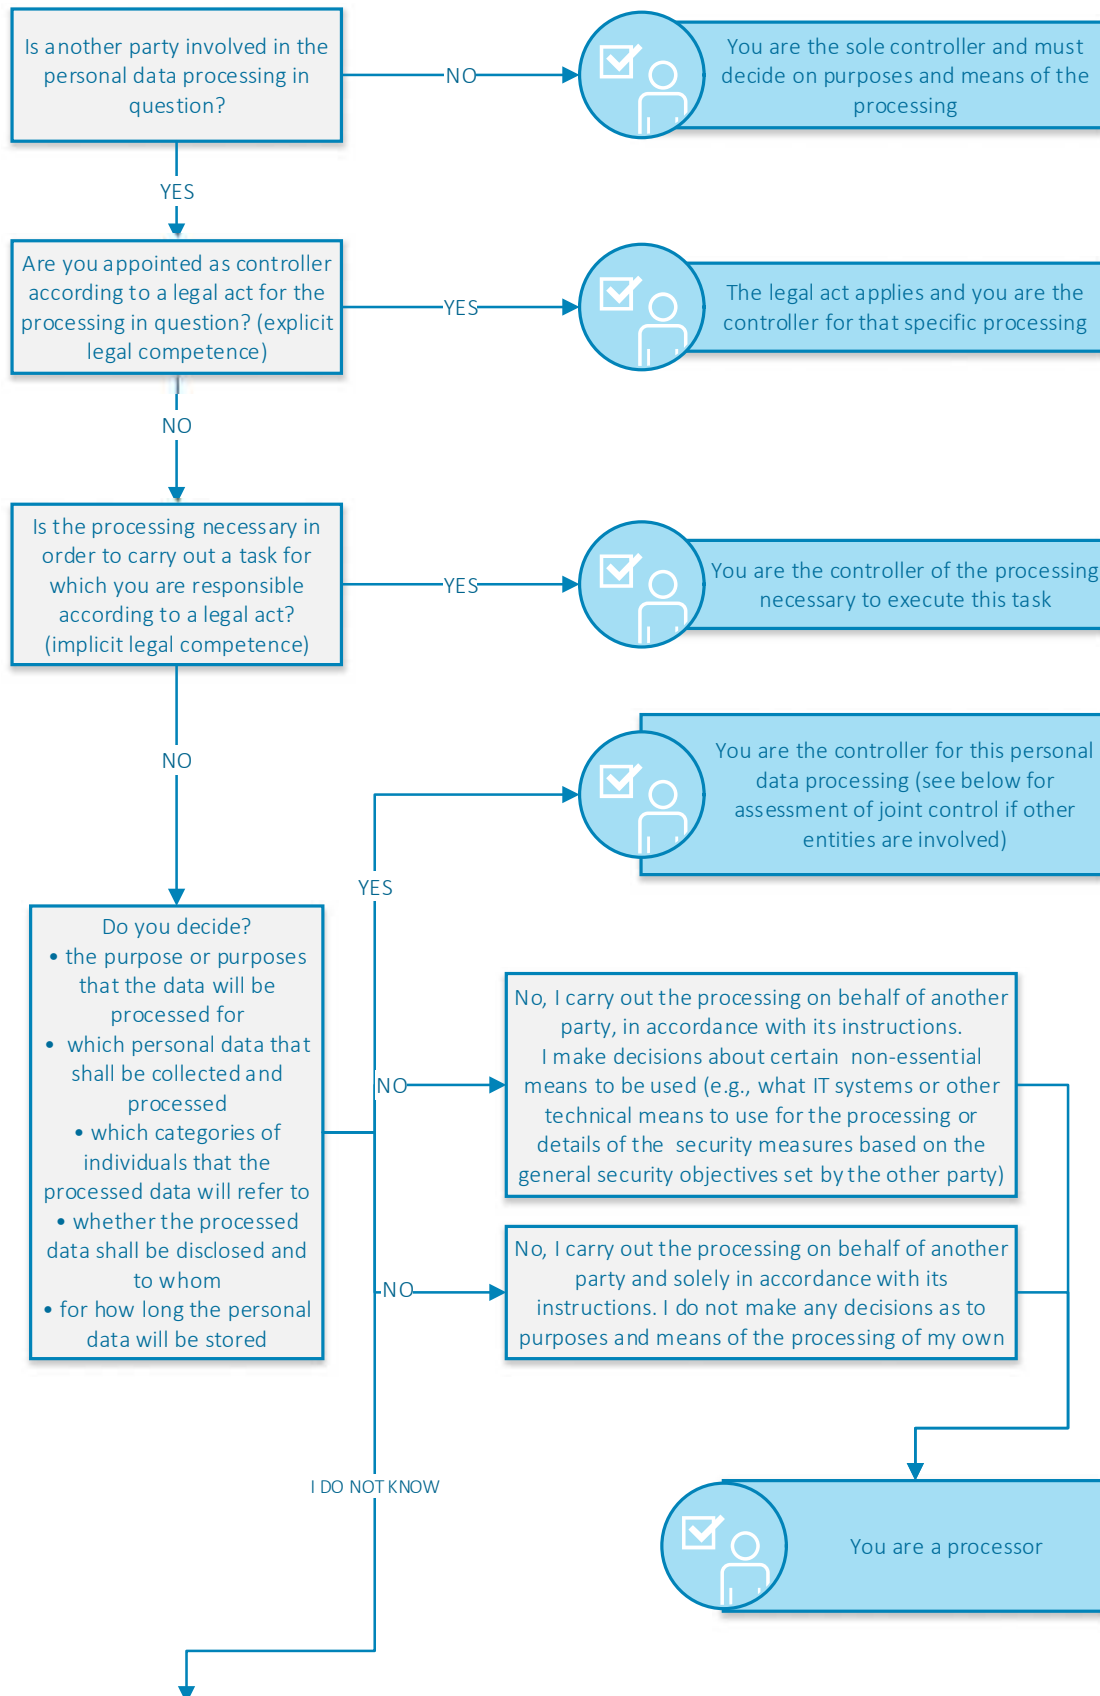 Is another party involved in the
personal data processing in
question?
NO
You are the sole controller and must
decide on purposes and means of the
processing
YES
Are you appointed as controller
according to a legal act for the
processing in question? (explicit
legal competence)
YES
The legal act applies and you are the
controller for that specific processing
NO
Is the processing necessary in
order to carry out a task for
which you are responsible
according to a legal act?
(implicit legal competence)
YES
You are the controller of the processing
necessary to execute this task
NO
You are the controller for this personal
data processing (see below for
assessment of joint control if other
entities are involved)
YES
Do you decide?
• the purpose or purposes
that the data will be
processed for
• which personal data that
shall be collected and
processed
• which categories of
individuals that the
processed data will refer to
• whether the processed
data shall be disclosed and
to whom
• for how long the personal
data will be stored
NO
No, I carry out the processing on behalf of another
party, in accordance with its instructions.
I make decisions about certain non-essential
means to be used (e.g., what IT systems or other
technical means to use for the processing or
details of the security measures based on the
general security objectives set by the other party)
NO
No, I carry out the processing on behalf of another
party and solely in accordance with its
instructions. I do not make any decisions as to
purposes and means of the processing of my own
I DO NOT KNOW
You are a processor